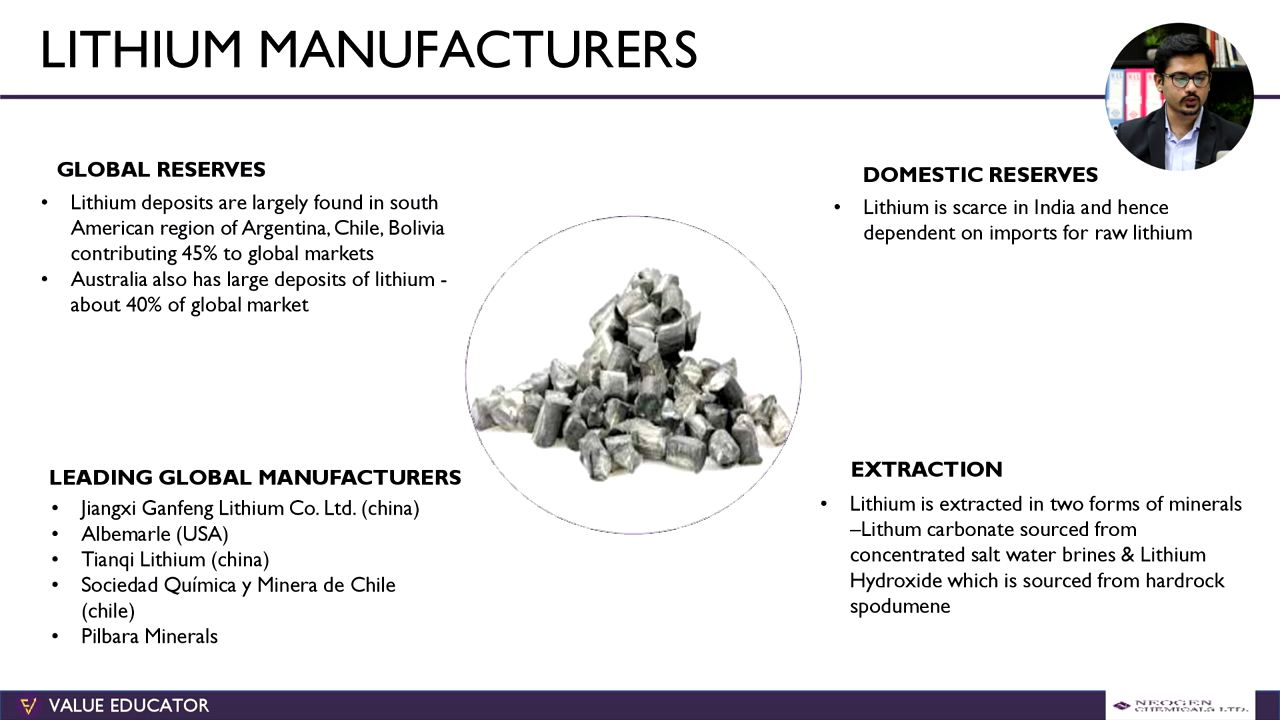 LITHIUM MANUFACTURERS
GLOBAL RESERVES
• Lithium deposits are largely found in south
American region of Argentina, Chile, Bolivia
contributing 45% to global markets
• Australia also has large deposits of lithium -
about 40% of global market
DOMESTIC RESERVES
• Lithium is scarce in India and hence
dependent on imports for raw lithium
LEADING GLOBAL MANUFACTURERS
• Jiangxi Ganfeng Lithium Co. Ltd. (china)
• Albemarle (USA)
• Tianqi Lithium (china)
• Sociedad Química y Minera de Chile
(chile)
• Pilbara Minerals
EXTRACTION
• Lithium is extracted in two forms of minerals
–Lithum carbonate sourced from
concentrated salt water brines & Lithium
Hydroxide which is sourced from hardrock
spodumene
VALUE EDUCATOR
NEOGEN
CHEMICALS LTD.